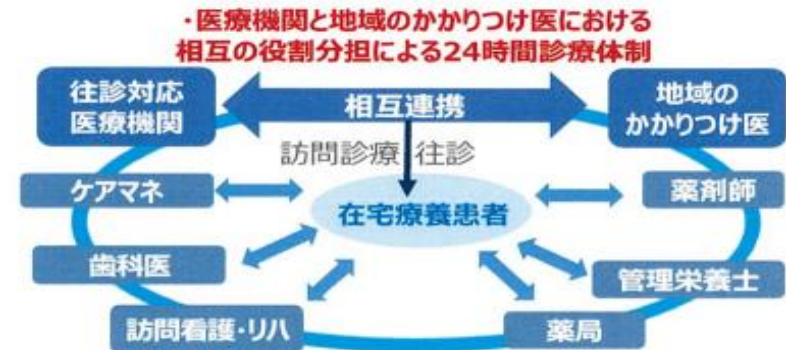 ・医療機関と地域のかかりつけ医における
相互の役割分担による24時間診療体制
往診対応
医療機関
相互連携
地域の
かかりつけ医
訪問診療 往診
ケアマネ
在宅療養患者
薬剤師
歯科医
管理栄養士
訪問看護・リハ
薬局